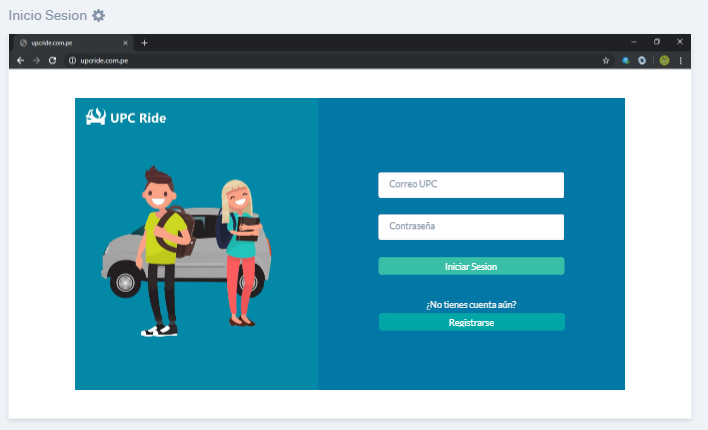 Inicio Sesion
upcride.com.pe
upcride.com.pe
UPC Ride
Correo UPC
Contraseña
Iniciar Sesion
¿No tienes cuenta aún?
Registrarse